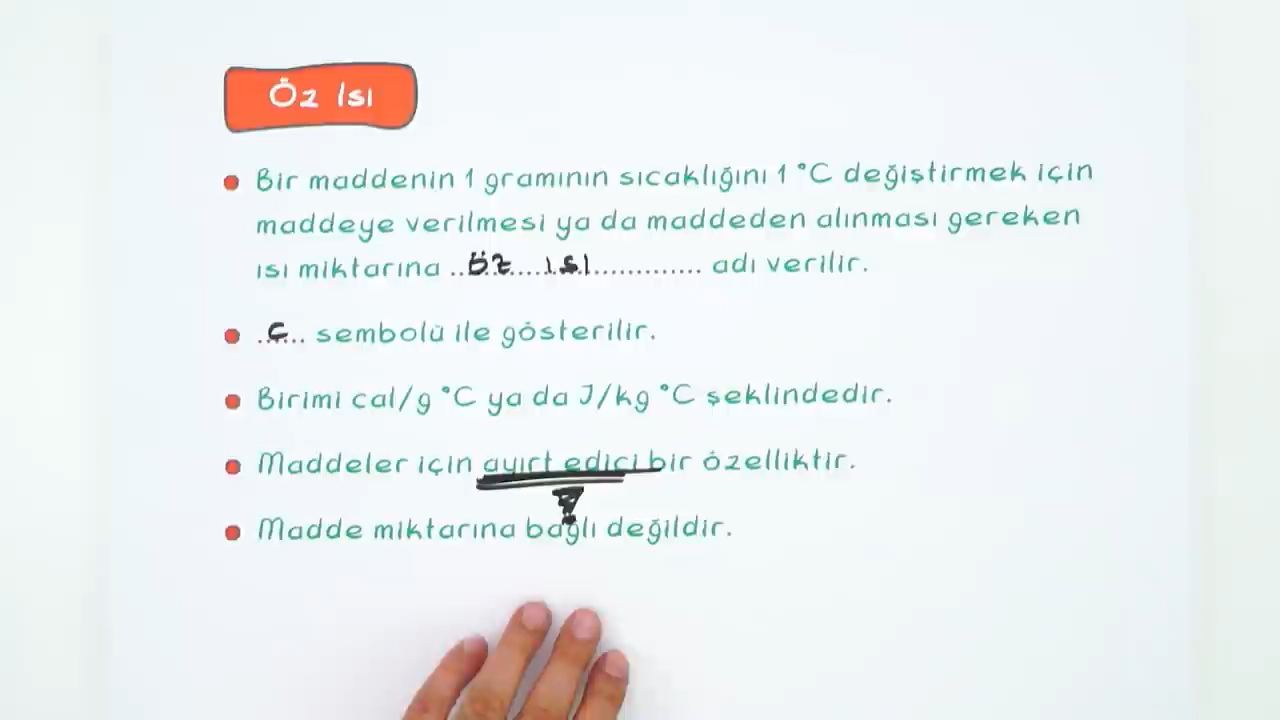 Öz Isı
Bir maddenin 1 gramının sıcaklığını 1 °C değiştirmek için
maddeye verilmesi ya da maddeden alınması gereken
ısı miktarına ..öz....ısı.............. adı verilir.
..c... sembolü ile gösterilir.
Birimi cal/g °C ya da J/kg °C şeklindedir.
Maddeler için ayırt edici bir özelliktir.
Madde miktarına bağlı değildir.